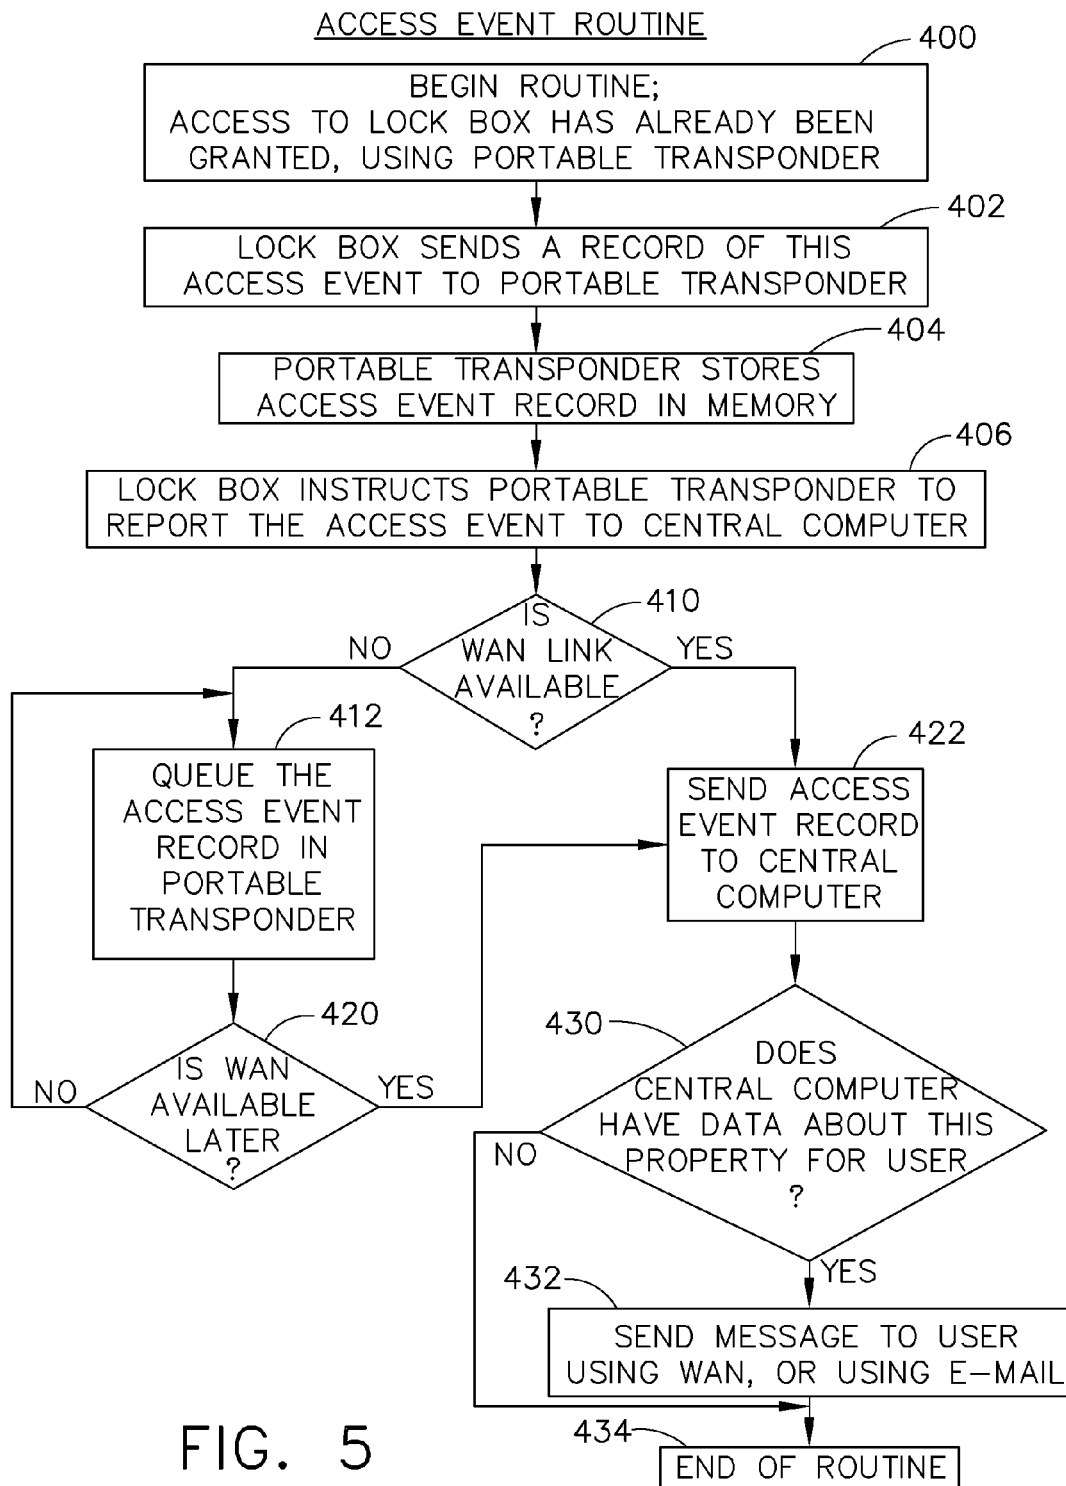 ACCESS EVENT ROUTINE
400
BEGIN ROUTINE;
ACCESS TO LOCK BOX HAS ALREADY BEEN
GRANTED, USING PORTABLE TRANSPONDER
402
LOCK BOX SENDS A RECORD OF THIS
ACCESS EVENT TO PORTABLE TRANSPONDER
404
PORTABLE TRANSPONDER STORES
ACCESS EVENT RECORD IN MEMORY
406
LOCK BOX INSTRUCTS PORTABLE TRANSPONDER TO
REPORT THE ACCESS EVENT TO CENTRAL COMPUTER
410
IS
WAN LINK
AVAILABLE
?
NO
YES
412
QUEUE THE
ACCESS EVENT
RECORD IN
PORTABLE
TRANSPONDER
422
SEND ACCESS
EVENT RECORD
TO CENTRAL
COMPUTER
420
IS WAN
AVAILABLE
LATER
?
NO
YES
430
DOES
CENTRAL COMPUTER
HAVE DATA ABOUT THIS
PROPERTY FOR USER
?
NO
YES
432
SEND MESSAGE TO USER
USING WAN, OR USING E-MAIL
434
END OF ROUTINE
FIG. 5